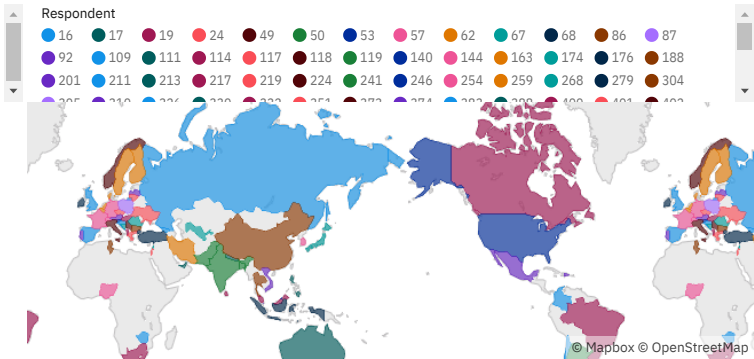 Respondent
16 17 19 24 49 50 53 57 62 67 68 86 87
92 109 111 114 117 118 119 140 144 163 174 176 188
201 211 213 217 219 224 241 246 254 259 268 279 304
© Mapbox © OpenStreetMap